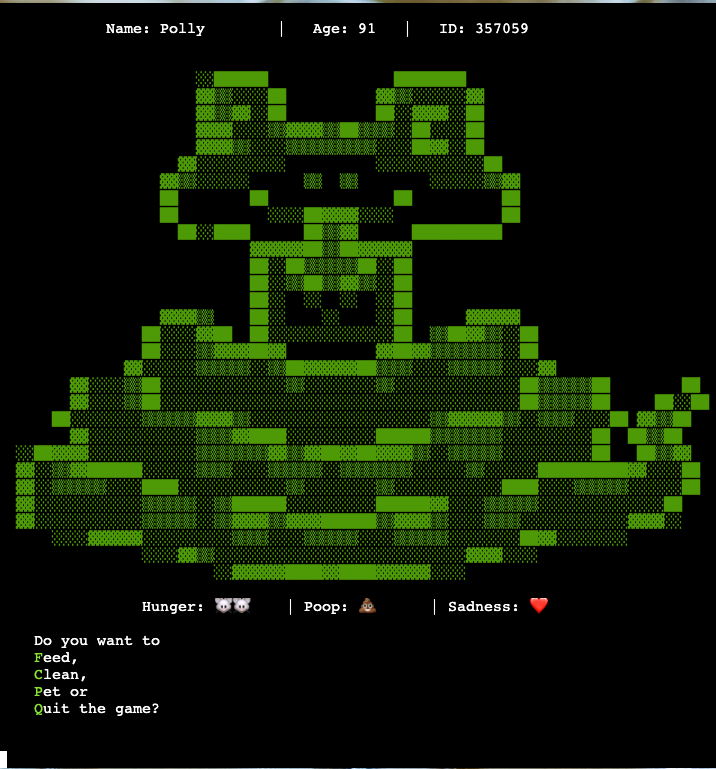 Name: Polly | Age: 91 | ID: 357059
Hunger: 🐭🐭 | Poop: 💩 | Sadness: ❤️
Do you want to
Feed,
Clean,
Pet or
Quit the game?